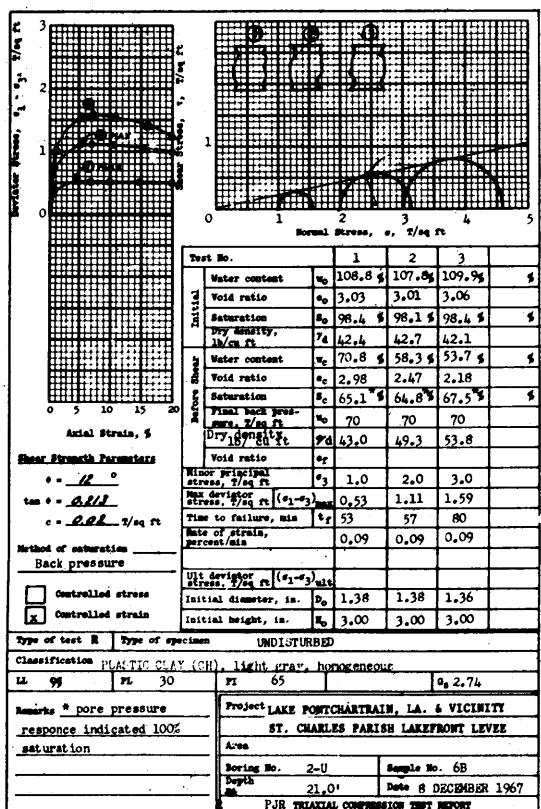 3
2
1
0
Deviator Stress, σ1 - σ3, T/sq ft
MAX
MAX
0 5 10 15 20
Axial Strain, %
Shear Stress, τ, T/sq ft
1
0 1 2 3 4 5
Normal Stress, σ, T/sq ft
Shear Strength Parameters
φ = 12 °
tan φ = 0.213
c = 0.02 T/sq ft
Method of saturation
Back pressure
Controlled stress
x Controlled strain
Test No. 1 2 3
Initial
Water content wo 108.8 % 107.8 % 109.9 % %
Void ratio eo 3.03 3.01 3.06
Saturation So 98.4 % 98.1 % 98.4 % %
Dry density, lb/cu ft γd 42.4 42.7 42.1
Before Shear
Water content wc 70.8 % 58.3 % 53.7 % %
Void ratio ec 2.98 2.47 2.18
Saturation Sc 65.1*% 64.8*% 67.5*% %
Final back pressure, T/sq ft uo 70 70 70
Dry density lb/ cu ft γd 43.0 49.3 53.8
Void ratio ef
Minor principal stress, T/sq ft σ3 1.0 2.0 3.0
Max deviator stress, T/sq ft (σ1-σ3)max 0.53 1.11 1.59
Time to failure, min tf 53 57 80
Rate of strain, percent/min 0.09 0.09 0.09
Ult deviator stress, T/sq ft (σ1-σ3)ult
Initial diameter, in. Do 1.38 1.38 1.36
Initial height, in. Ho 3.00 3.00 3.00
Type of test R Type of specimen UNDISTURBED
Classification PLASTIC CLAY (CH), light gray, homogeneous
LL 95 PL 30 PI 65 Gs 2.74
Remarks * pore pressure
responce indicated 100%
saturation
Project LAKE PONTCHARTRAIN, LA. & VICINITY
ST. CHARLES PARISH LAKEFRONT LEVEE
Area
Boring No. 2-U Sample No. 6B
Depth 21.0' Date 8 DECEMBER 1967
PJR TRIAXIAL COMPRESSION TEST REPORT